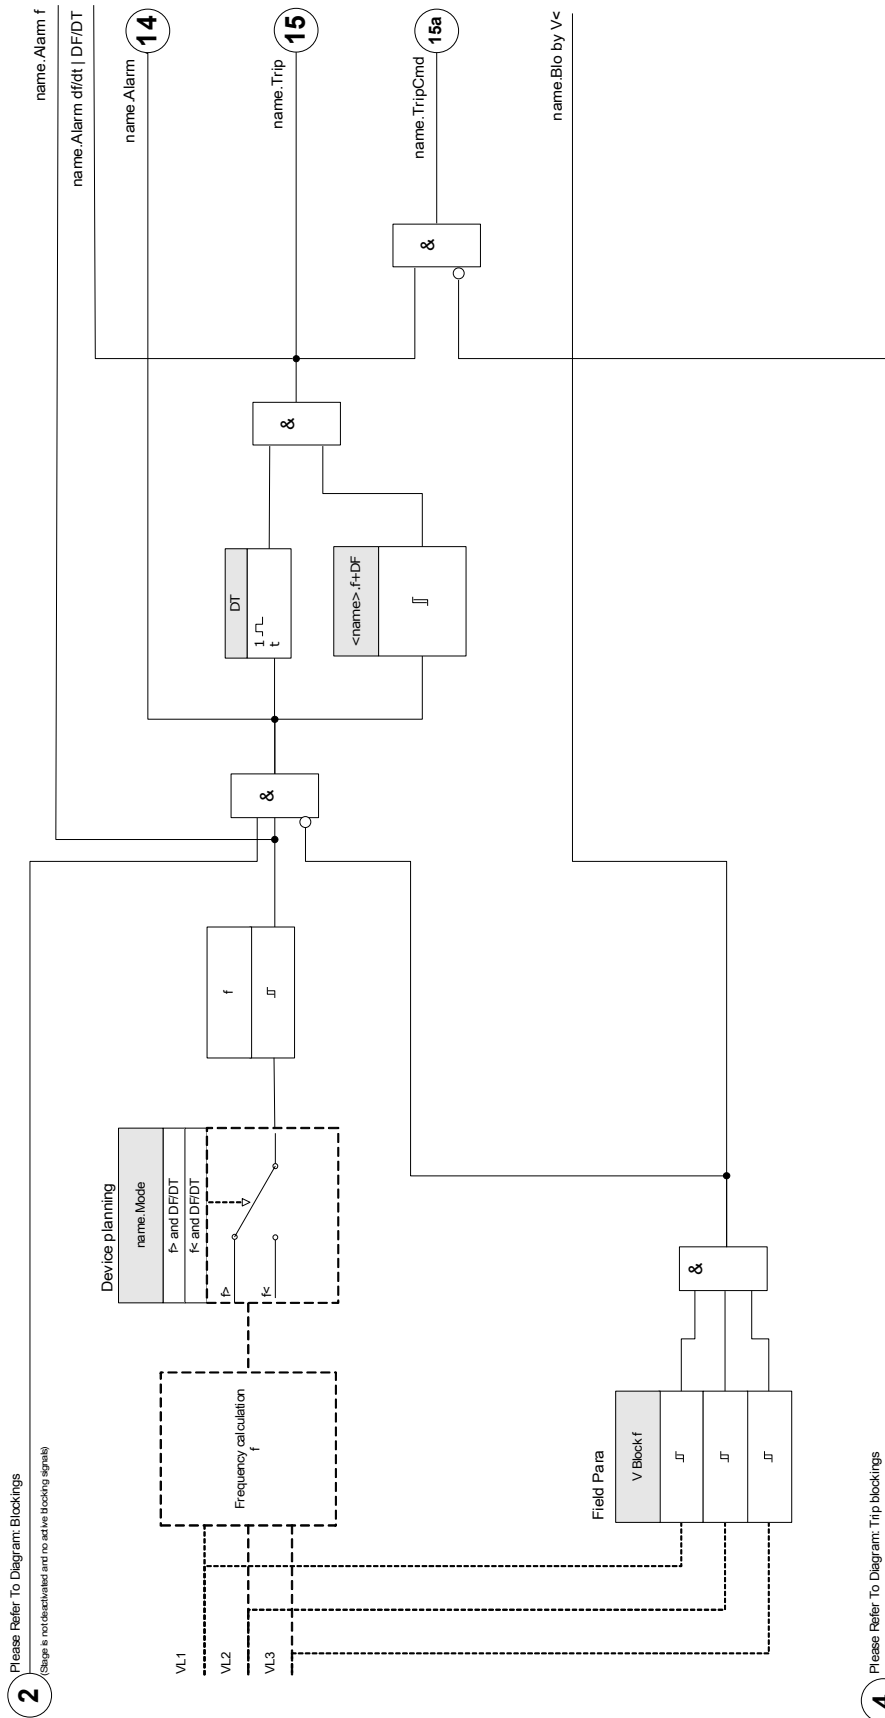 2
Please Refer To Diagram: Blockings
(Stage is not deactivated and no active blocking signals)
VL1
VL2
VL3
Frequency calculation
f
Device planning
name.Mode
f> and DF/DT
f< and DF/DT
f>
f<
f
&
DT
1
t
<name>.f+DF
&
&
name.Alarm f
name.Alarm df/dt | DF/DT
name.Alarm
14
name.Trip
15
name.TripCmd
15a
name.Blo by V<
Field Para
V Block f
&
4
Please Refer To Diagram: Trip blockings